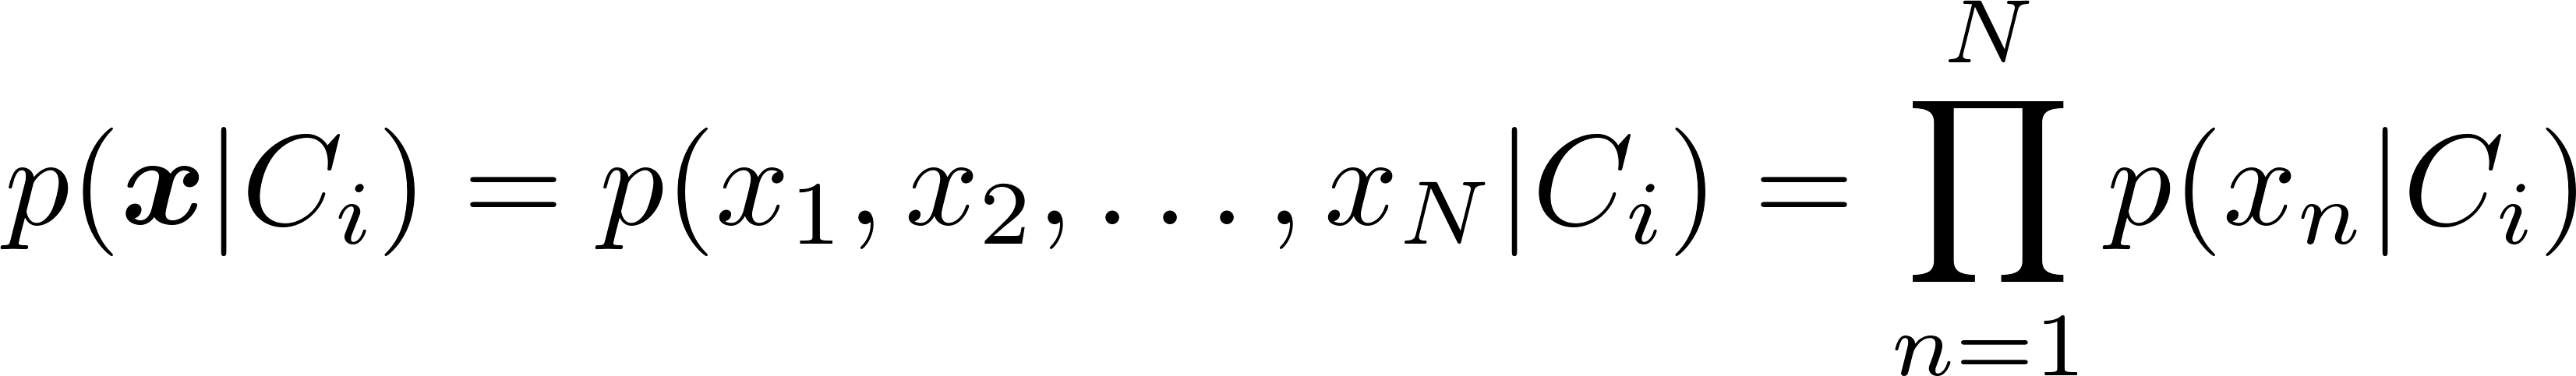 p(𝒙|C_i) = p(x_1, x_2, . . . , x_N|C_i) = ∏_{n=1}^{N} p(x_n|C_i)